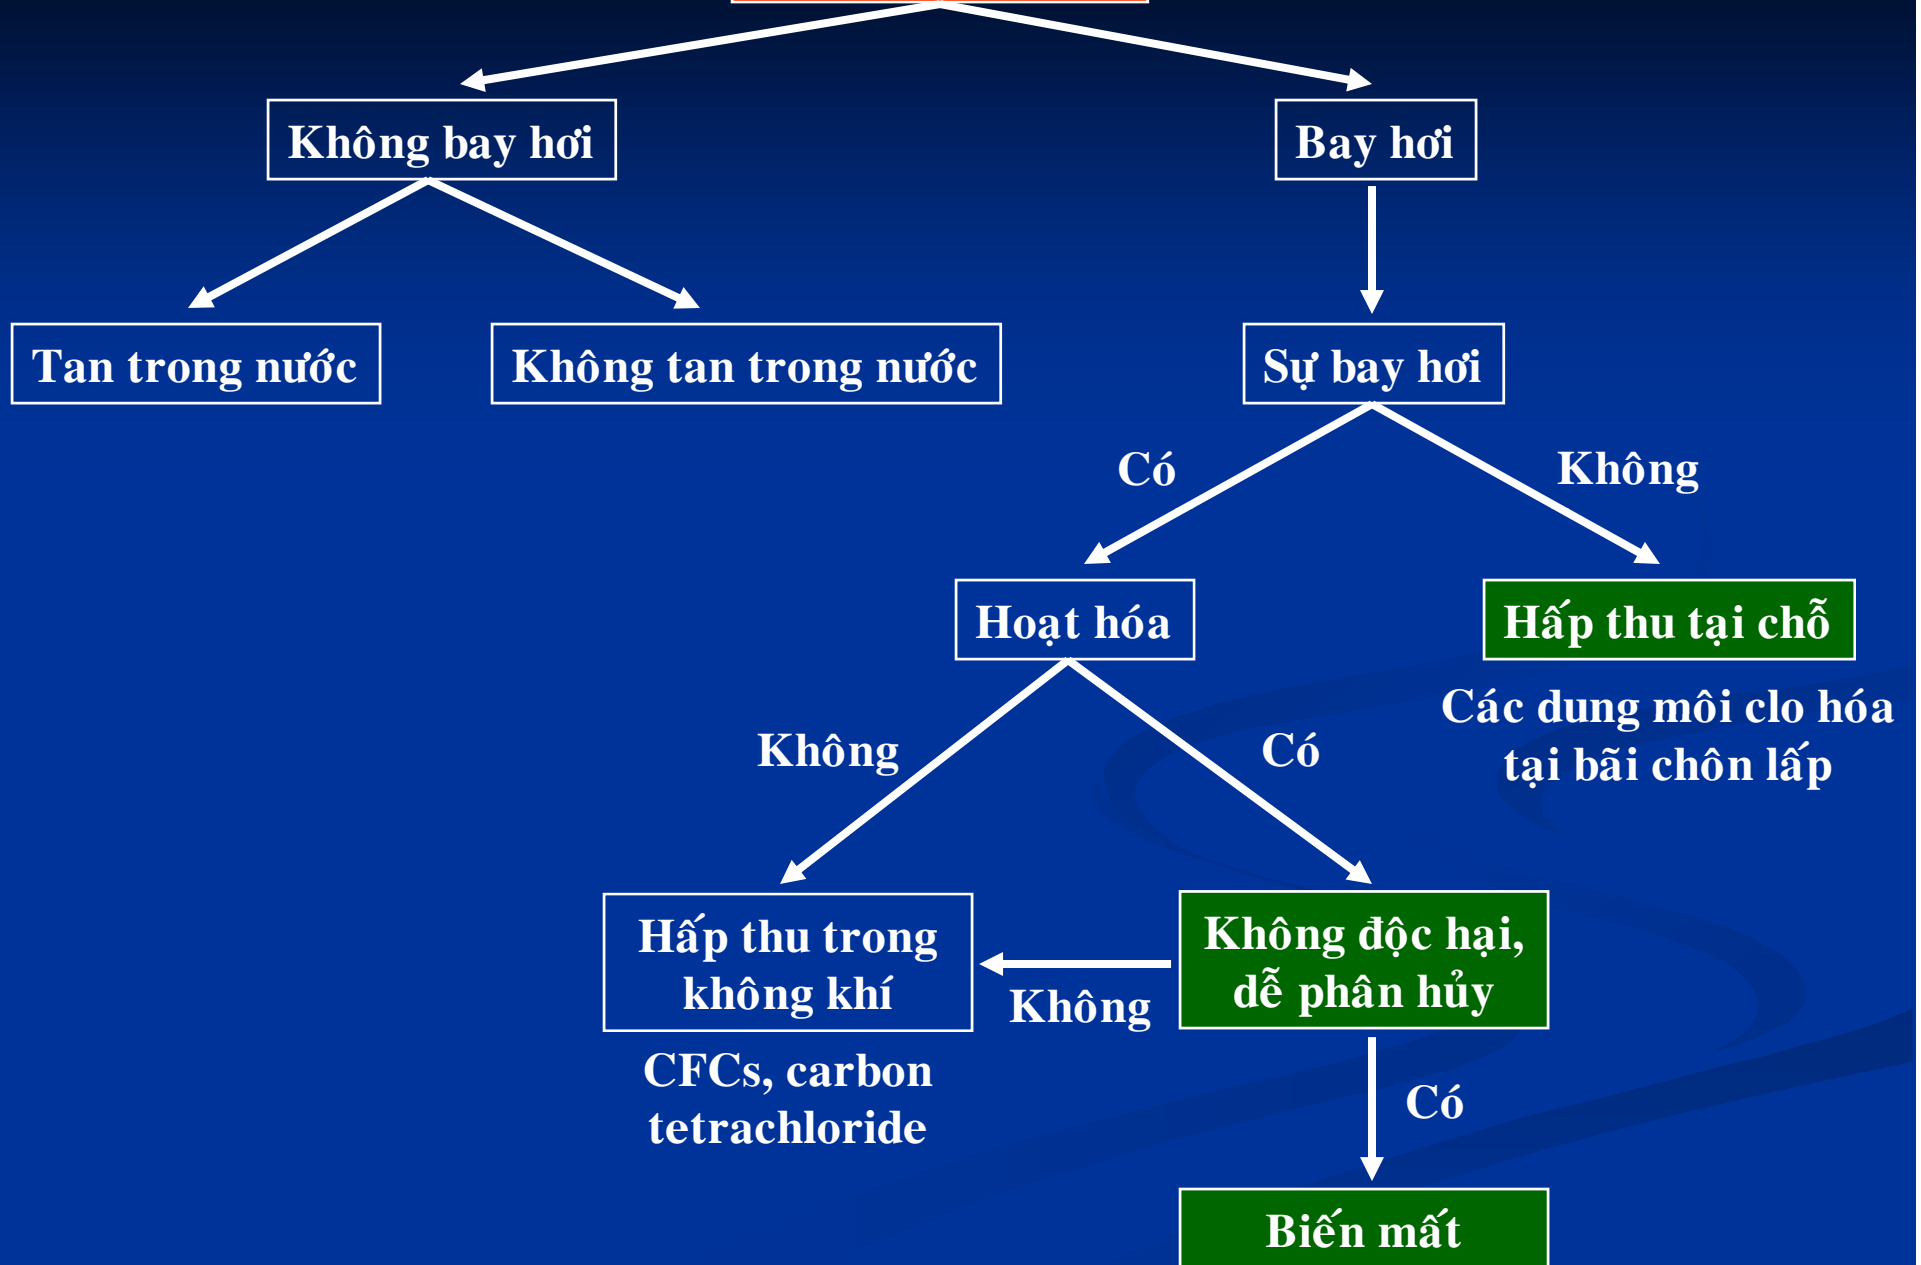 Không bay hơi
Bay hơi
Tan trong nước
Không tan trong nước
Sự bay hơi
Có
Không
Hoạt hóa
Hấp thu tại chỗ
Các dung môi clo hóa
tại bãi chôn lấp
Không
Có
Hấp thu trong
không khí
Không độc hại,
dễ phân hủy
Không
CFCs, carbon
tetrachloride
Có
Biến mất